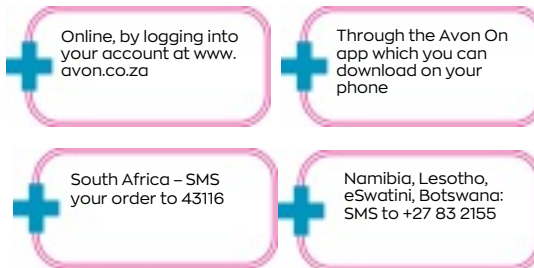 Online, by logging into
your account at www.
avon.co.za
Through the Avon On
app which you can
download on your
phone
South Africa – SMS
your order to 43116
Namibia, Lesotho,
eSwatini, Botswana:
SMS to +27 83 2155